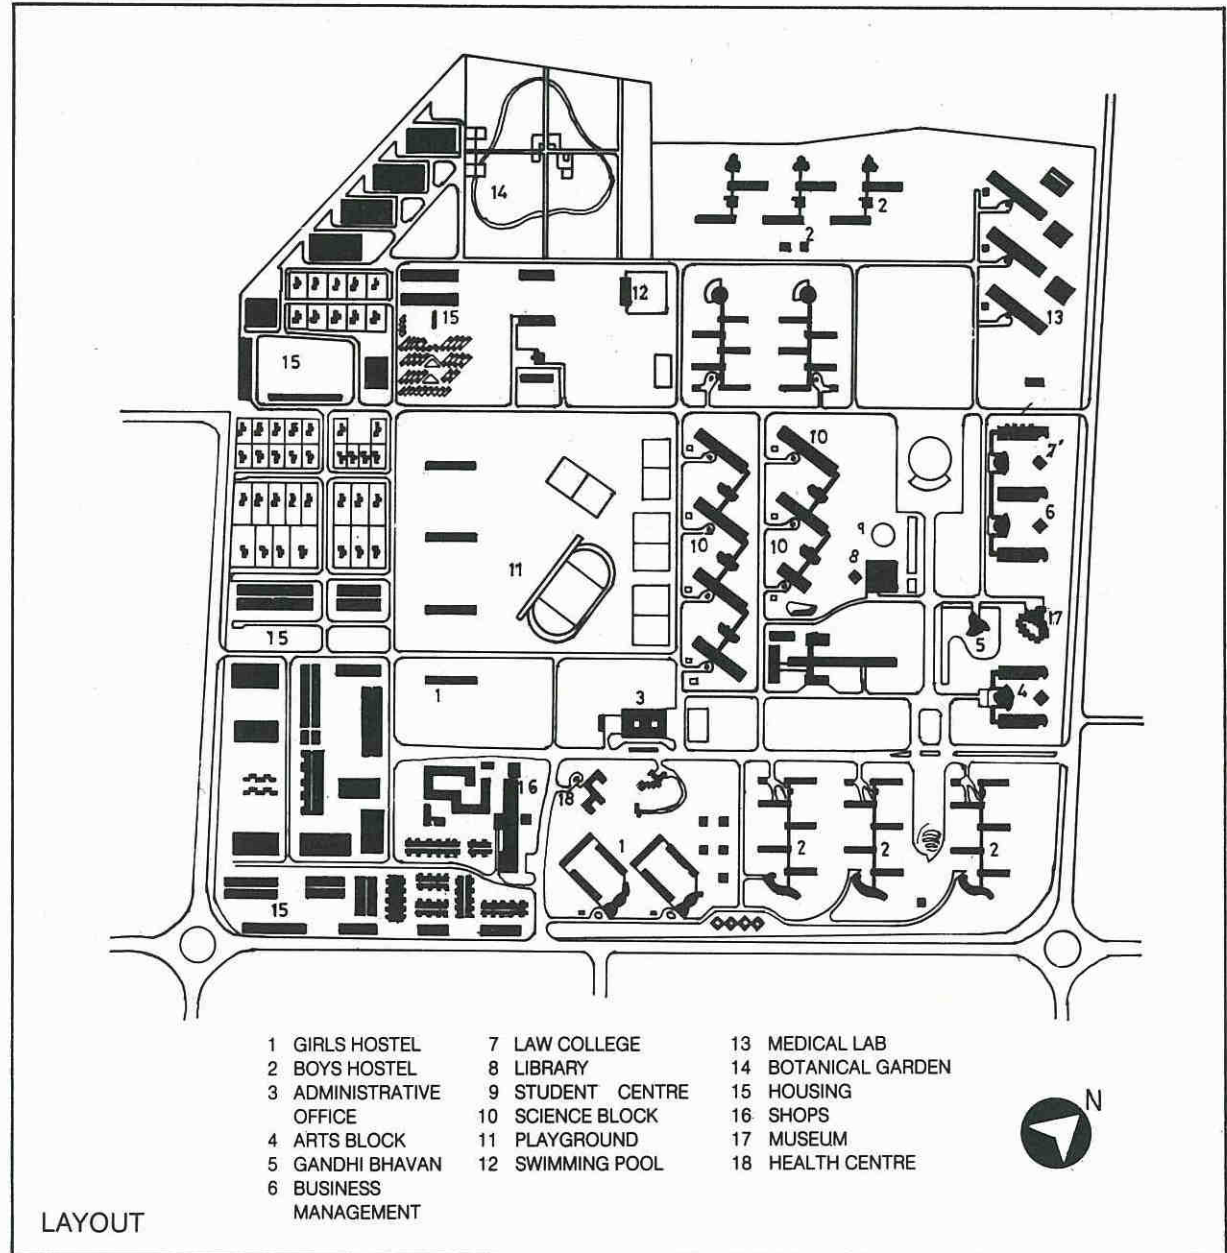 14
2
2
12
15
13
15
10
7'
6
9
10
10
8
11
17
5
15
4
1
3
16
18
1
2
2
2
15
1 GIRLS HOSTEL
2 BOYS HOSTEL
3 ADMINISTRATIVE
OFFICE
4 ARTS BLOCK
5 GANDHI BHAVAN
6 BUSINESS
MANAGEMENT
7 LAW COLLEGE
8 LIBRARY
9 STUDENT CENTRE
10 SCIENCE BLOCK
11 PLAYGROUND
12 SWIMMING POOL
13 MEDICAL LAB
14 BOTANICAL GARDEN
15 HOUSING
16 SHOPS
17 MUSEUM
18 HEALTH CENTRE
N
LAYOUT